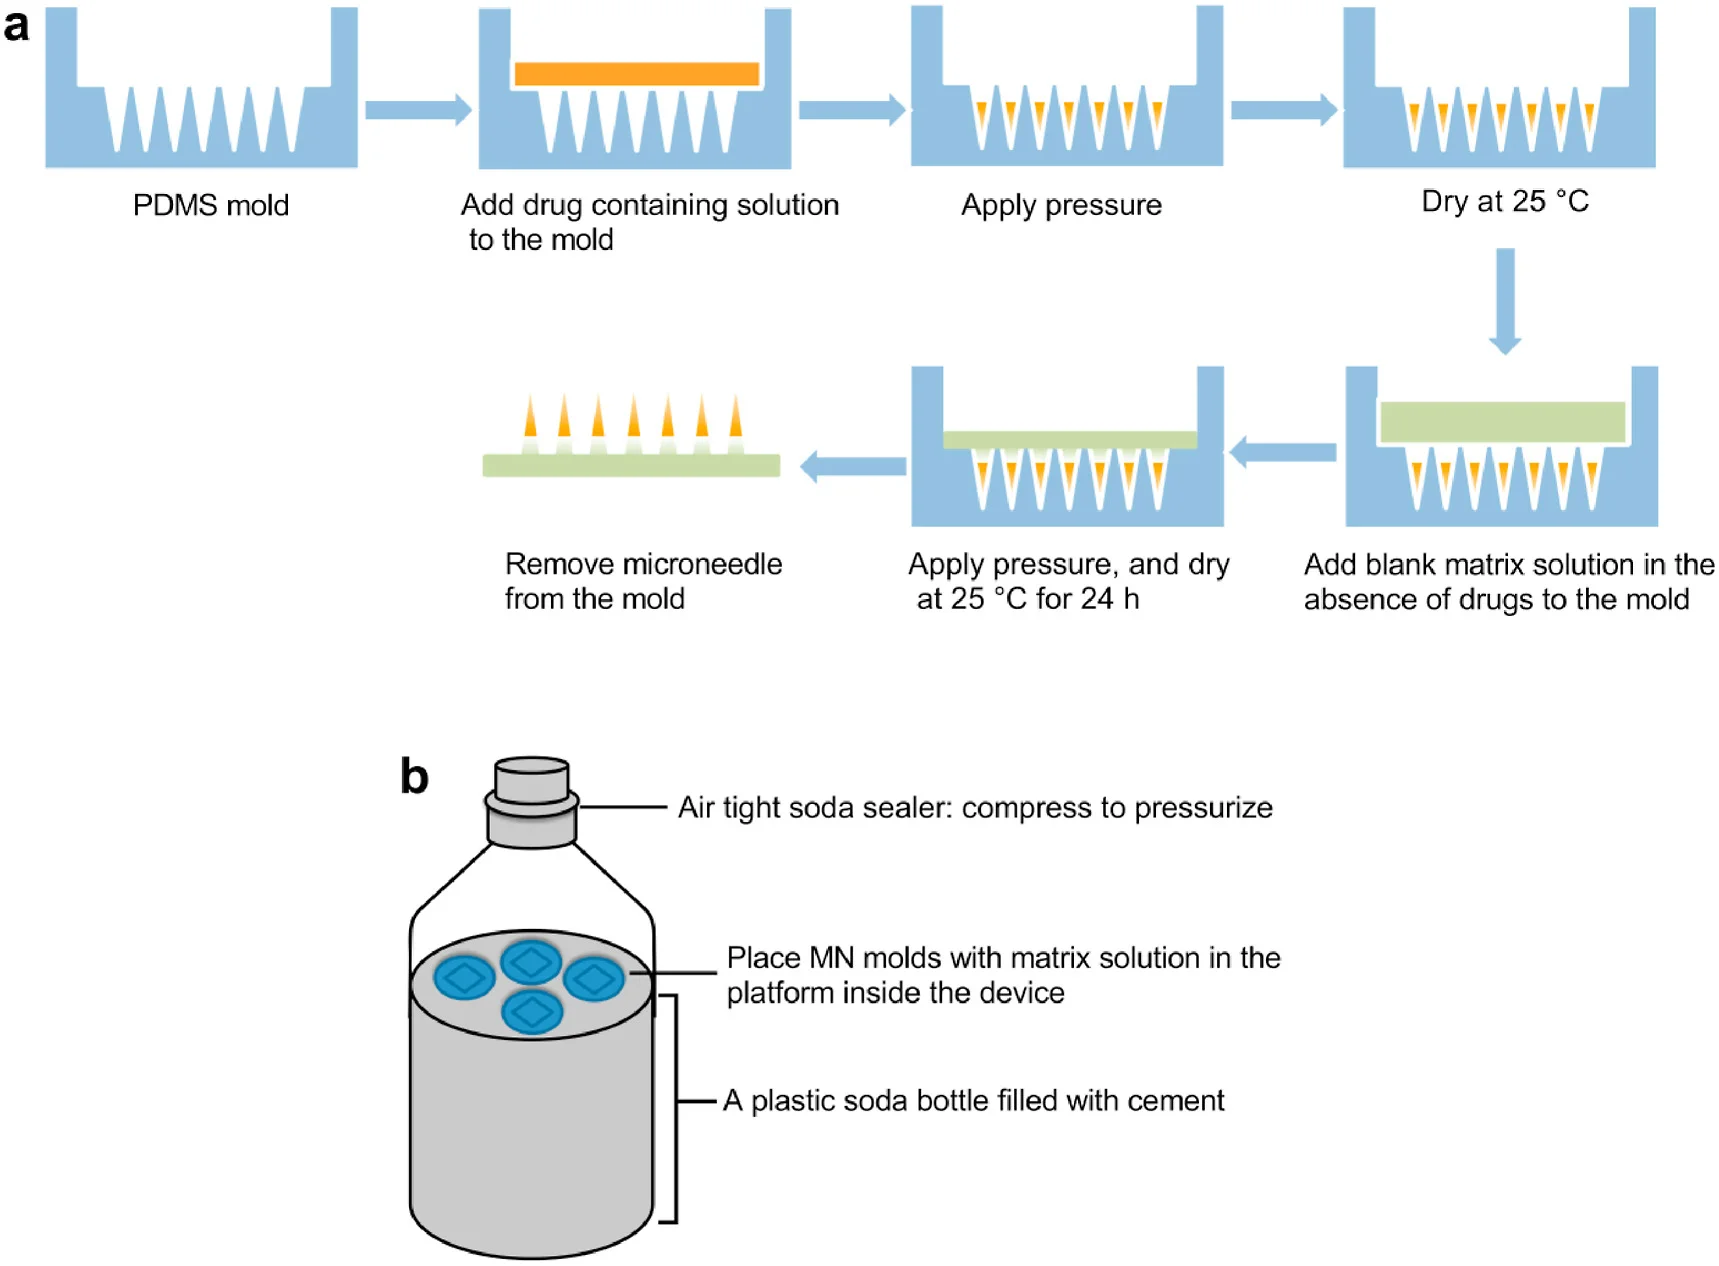 a
PDMS mold
Add drug containing solution
to the mold
Apply pressure
Dry at 25 °C
Remove microneedle
from the mold
Apply pressure, and dry
at 25 °C for 24 h
Add blank matrix solution in the
absence of drugs to the mold
b
Air tight soda sealer: compress to pressurize
Place MN molds with matrix solution in the
platform inside the device
A plastic soda bottle filled with cement